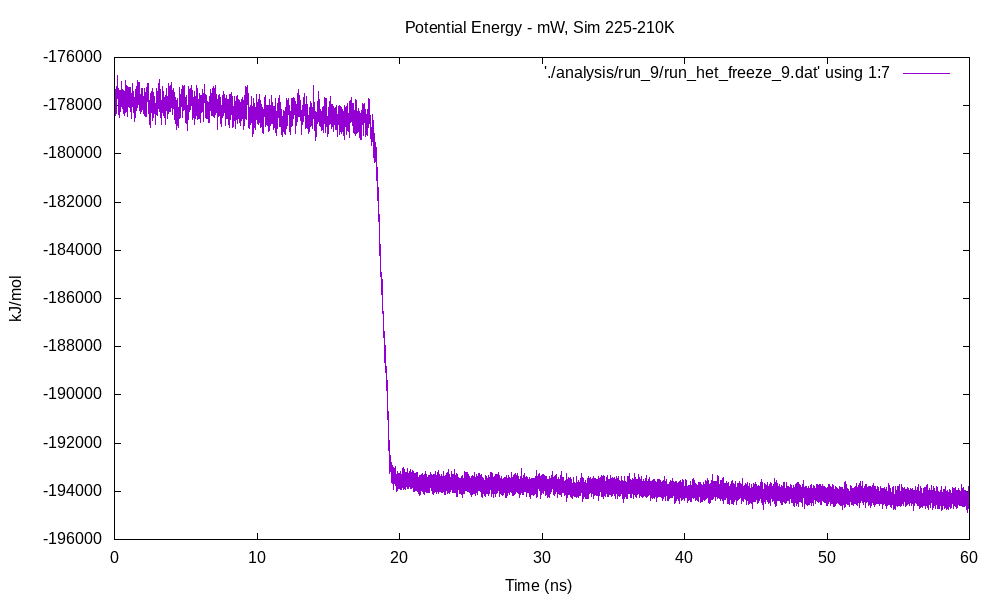 Potential Energy - mW, Sim 225-210K
'./analysis/run_9/run_het_freeze_9.dat' using 1:7
-176000
-178000
-180000
-182000
-184000
-186000
-188000
-190000
-192000
-194000
-196000
kJ/mol
0 10 20 30 40 50 60
Time (ns)